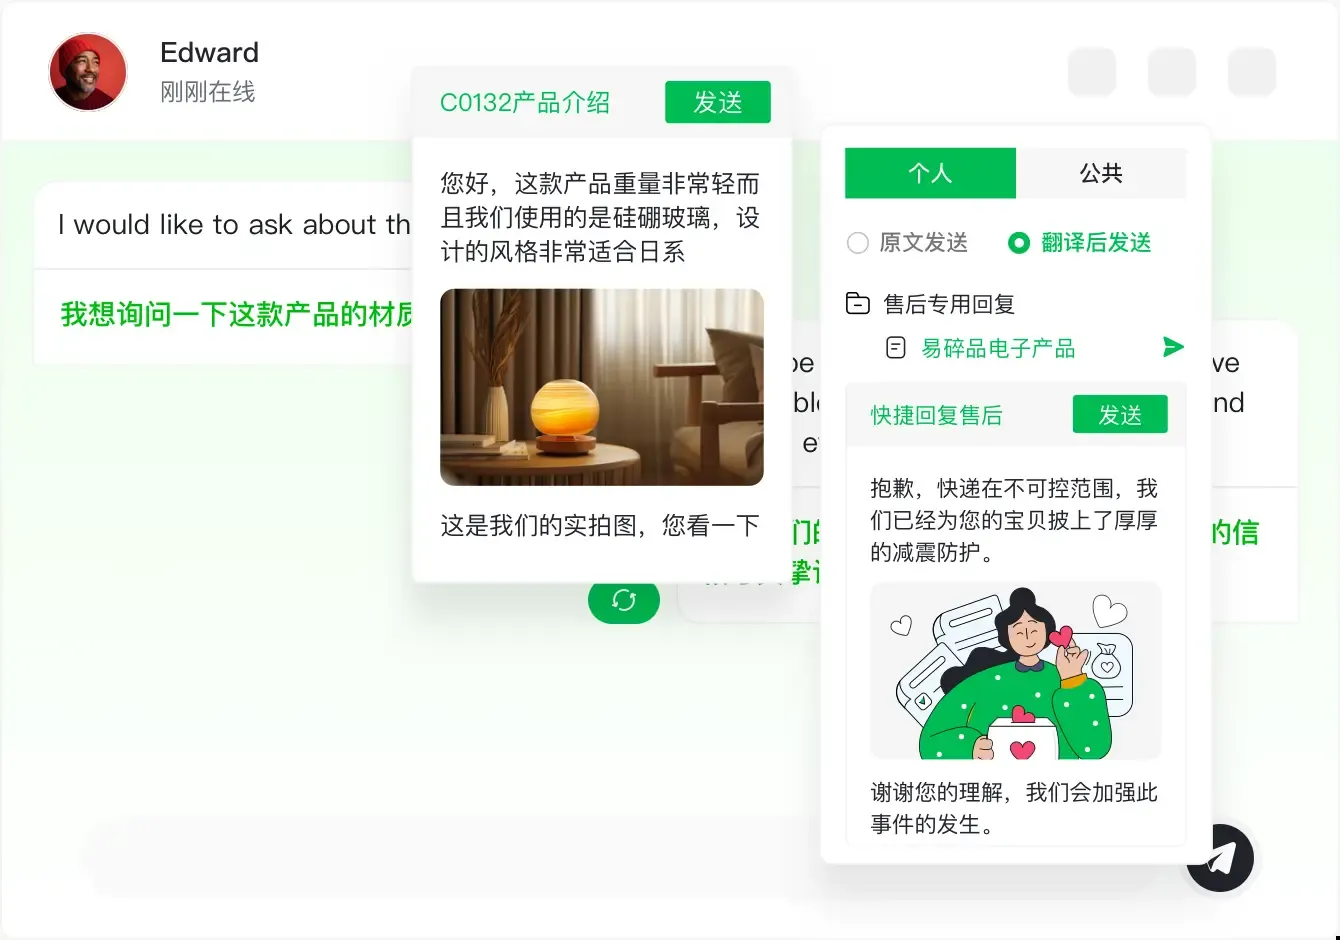 Edward
刚刚在线
C0132产品介绍
发送
您好，这款产品重量非常轻而
且我们使用的是硅硼玻璃，设
计的风格非常适合日系
这是我们的实拍图，您看一下
I would like to ask about th
我想询问一下这款产品的材质
个人
公共
原文发送
翻译后发送
售后专用回复
易碎品电子产品
快捷回复售后
发送
抱歉，快递在不可控范围，我
们已经为您的宝贝披上了厚厚
的减震防护。
谢谢您的理解，我们会加强此
事件的发生。
ve
nd
们的
的信